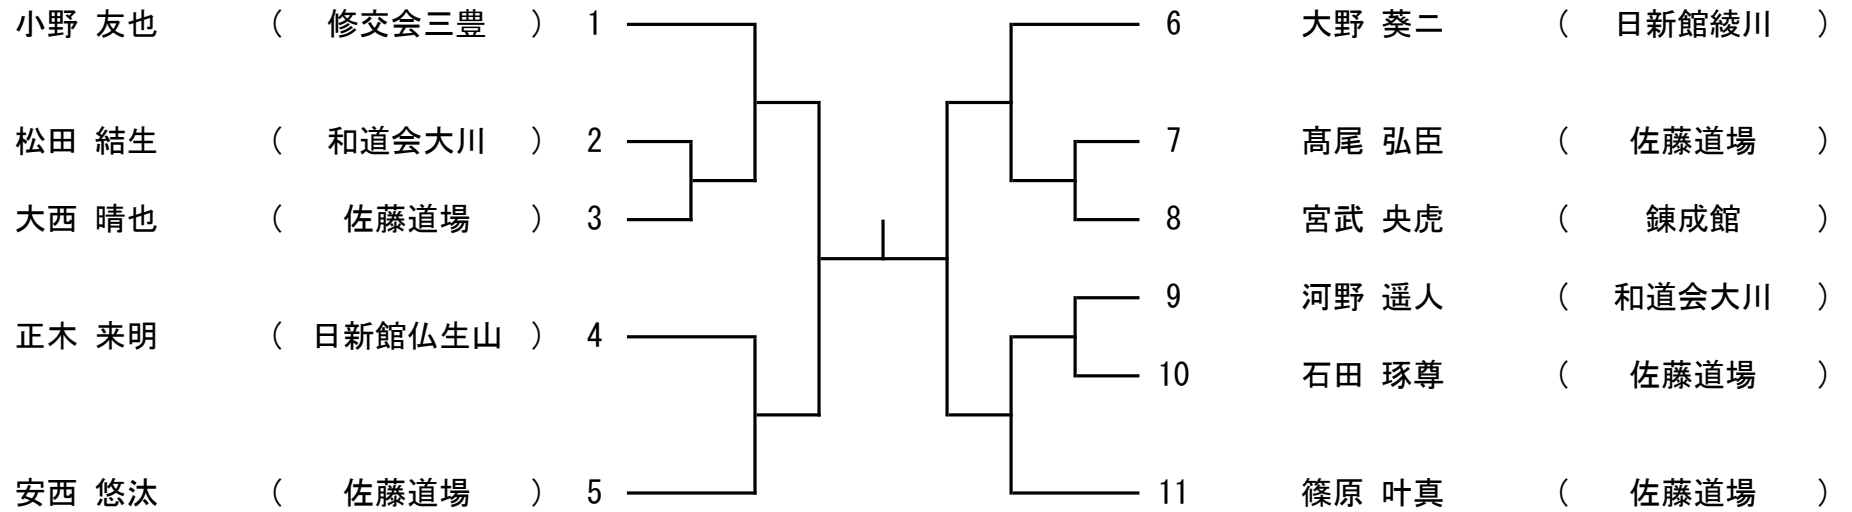 小野 友也 ( 修交会三豊 ) 1
松田 結生 ( 和道会大川 ) 2
大西 晴也 ( 佐藤道場 ) 3
正木 来明 ( 日新館仏生山 ) 4
安西 悠汰 ( 佐藤道場 ) 5
6 大野 葵二 ( 日新館綾川 )
7 髙尾 弘臣 ( 佐藤道場 )
8 宮武 央虎 ( 錬成館 )
9 河野 遥人 ( 和道会大川 )
10 石田 琢尊 ( 佐藤道場 )
11 篠原 叶真 ( 佐藤道場 )